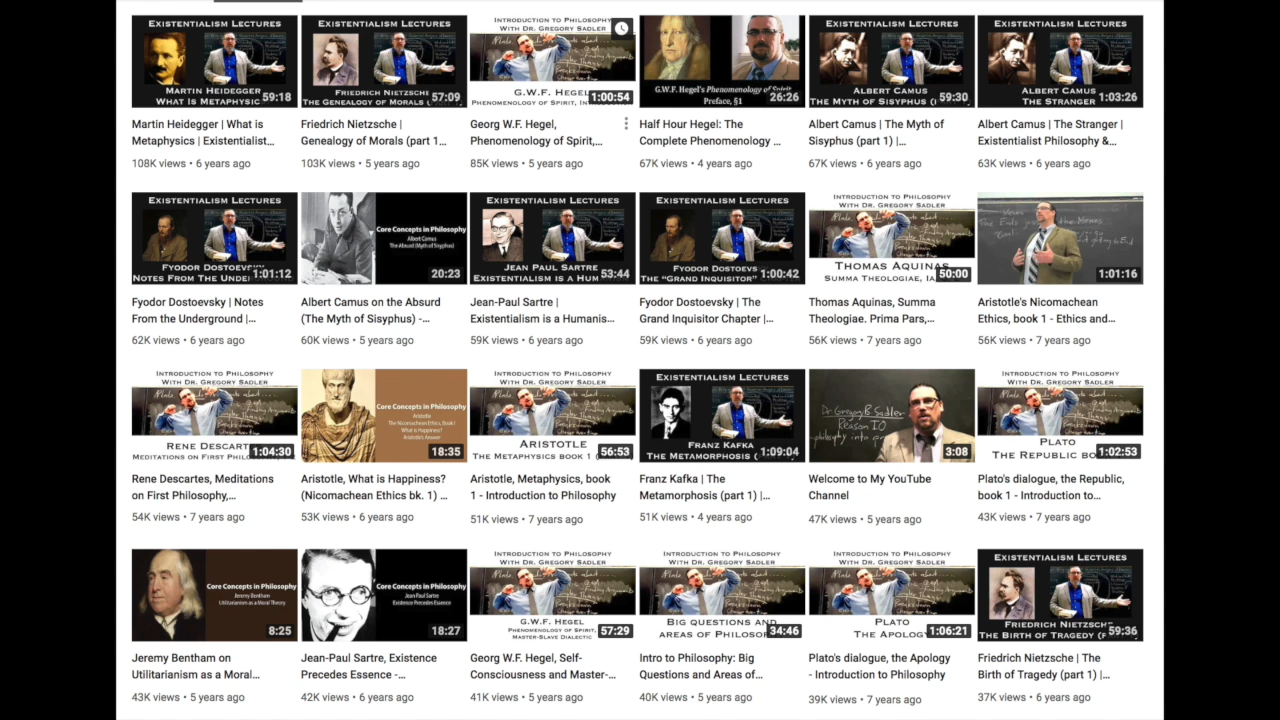 EXISTENTIALISM LECTURES
MARTIN HEIDEGGER
WHAT IS METAPHYSIC
59:18
Martin Heidegger | What is
Metaphysics | Existentialist...
108K views • 6 years ago
EXISTENTIALISM LECTURES
FRIEDRICH NIETZSCHE
THE GENEALOGY OF MORALS (
57:09
Friedrich Nietzsche |
Genealogy of Morals (part 1...
103K views • 5 years ago
INTRODUCTION TO PHILOSOPHY
WITH DR. GREGORY SADLER
G.W.F. HEGEL
PHENOMENOLOGY OF SPIRIT,
1:00:54
Georg W.F. Hegel,
Phenomenology of Spirit,...
85K views • 5 years ago
G.W.F. HEGEL's Phenomenology of Spirit
Preface, §1
26:26
Half Hour Hegel: The
Complete Phenomenology ...
67K views • 4 years ago
EXISTENTIALISM LECTURES
ALBERT CAMUS
THE MYTH OF SISYPHUS (
59:30
Albert Camus | The Myth of
Sisyphus (part 1) |...
67K views • 6 years ago
EXISTENTIALISM LECTURES
ALBERT CAMUS
THE STRANGER
1:03:26
Albert Camus | The Stranger |
Existentialist Philosophy &...
63K views • 6 years ago
EXISTENTIALISM LECTURES
FYODOR DOSTOEV
NOTES FROM THE UNDE
1:01:12
Fyodor Dostoevsky | Notes
From the Underground |...
62K views • 6 years ago
Core Concepts in Philosophy
Albert Camus
The Absurd (Myth of Sisyphus)
20:23
Albert Camus on the Absurd
(The Myth of Sisyphus) -...
60K views • 5 years ago
EXISTENTIALISM LECTURES
JEAN PAUL SARTRE
EXISTENTIALISM IS A HUM
53:44
Jean-Paul Sartre |
Existentialism is a Humanis...
59K views • 6 years ago
EXISTENTIALISM LECTURES
FYODOR DOSTOEVS
THE "GRAND INQUISITOR"
1:00:42
Fyodor Dostoevsky | The
Grand Inquisitor Chapter |...
59K views • 6 years ago
INTRODUCTION TO PHILOSOPHY
WITH DR. GREGORY SADLER
THOMAS AQUINAS
SUMMA THEOLOGIAE, IA
50:00
Thomas Aquinas, Summa
Theologiae. Prima Pars,...
56K views • 7 years ago
1:01:16
Aristotle's Nicomachean
Ethics, book 1 - Ethics and...
56K views • 7 years ago
INTRODUCTION TO PHILOSOPHY
WITH DR. GREGORY SADLER
RENE DESCART
MEDITATIONS ON FIRST PHILO
1:04:30
Rene Descartes, Meditations
on First Philosophy,...
54K views • 7 years ago
Core Concepts in Philosophy
Aristotle
The Nicomachean Ethics, Book I
What is Happiness?
Aristotle's Answer
18:35
Aristotle, What is Happiness?
(Nicomachean Ethics bk. 1) ...
53K views • 6 years ago
INTRODUCTION TO PHILOSOPHY
WITH DR. GREGORY SADLER
ARISTOTLE
THE METAPHYSICS BOOK 1 (
56:53
Aristotle, Metaphysics, book
1 - Introduction to Philosophy
51K views • 7 years ago
EXISTENTIALISM LECTURES
FRANZ KAFKA
THE METAMORPHOSIS (
1:09:04
Franz Kafka | The
Metamorphosis (part 1) |...
51K views • 4 years ago
Dr. Gregory B Sadler
Reason IO
philosophy into
3:08
Welcome to My YouTube
Channel
47K views • 5 years ago
INTRODUCTION TO PHILOSOPHY
WITH DR. GREGORY SADLER
PLATO
THE REPUBLIC BO
1:02:53
Plato's dialogue, the Republic,
book 1 - Introduction to...
43K views • 7 years ago
Core Concepts in Philosophy
Jeremy Bentham
Utilitarianism as a Moral Theory
8:25
Jeremy Bentham on
Utilitarianism as a Moral...
43K views • 5 years ago
Core Concepts in Philosophy
Jean Paul Sartre
Existence Precedes Essence
18:27
Jean-Paul Sartre, Existence
Precedes Essence -...
42K views • 6 years ago
INTRODUCTION TO PHILOSOPHY
WITH DR. GREGORY SADLER
G.W.F. HEGEL
PHENOMENOLOGY OF SPIRIT,
MASTER-SLAVE DIALECTIC
57:29
Georg W.F. Hegel, Self-
Consciousness and Master-...
41K views • 5 years ago
INTRODUCTION TO PHILOSOPHY
WITH DR. GREGORY SADLER
BIG QUESTIONS AND
AREAS OF PHILOSO
34:46
Intro to Philosophy: Big
Questions and Areas of...
40K views • 5 years ago
INTRODUCTION TO PHILOSOPHY
WITH DR. GREGORY SADLER
PLATO
THE APOLOG
1:06:21
Plato's dialogue, the Apology
- Introduction to Philosophy
39K views • 7 years ago
EXISTENTIALISM LECTURES
FRIEDRICH NIETZSCHE
THE BIRTH OF TRAGEDY (
59:36
Friedrich Nietzsche | The
Birth of Tragedy (part 1) |...
37K views • 6 years ago